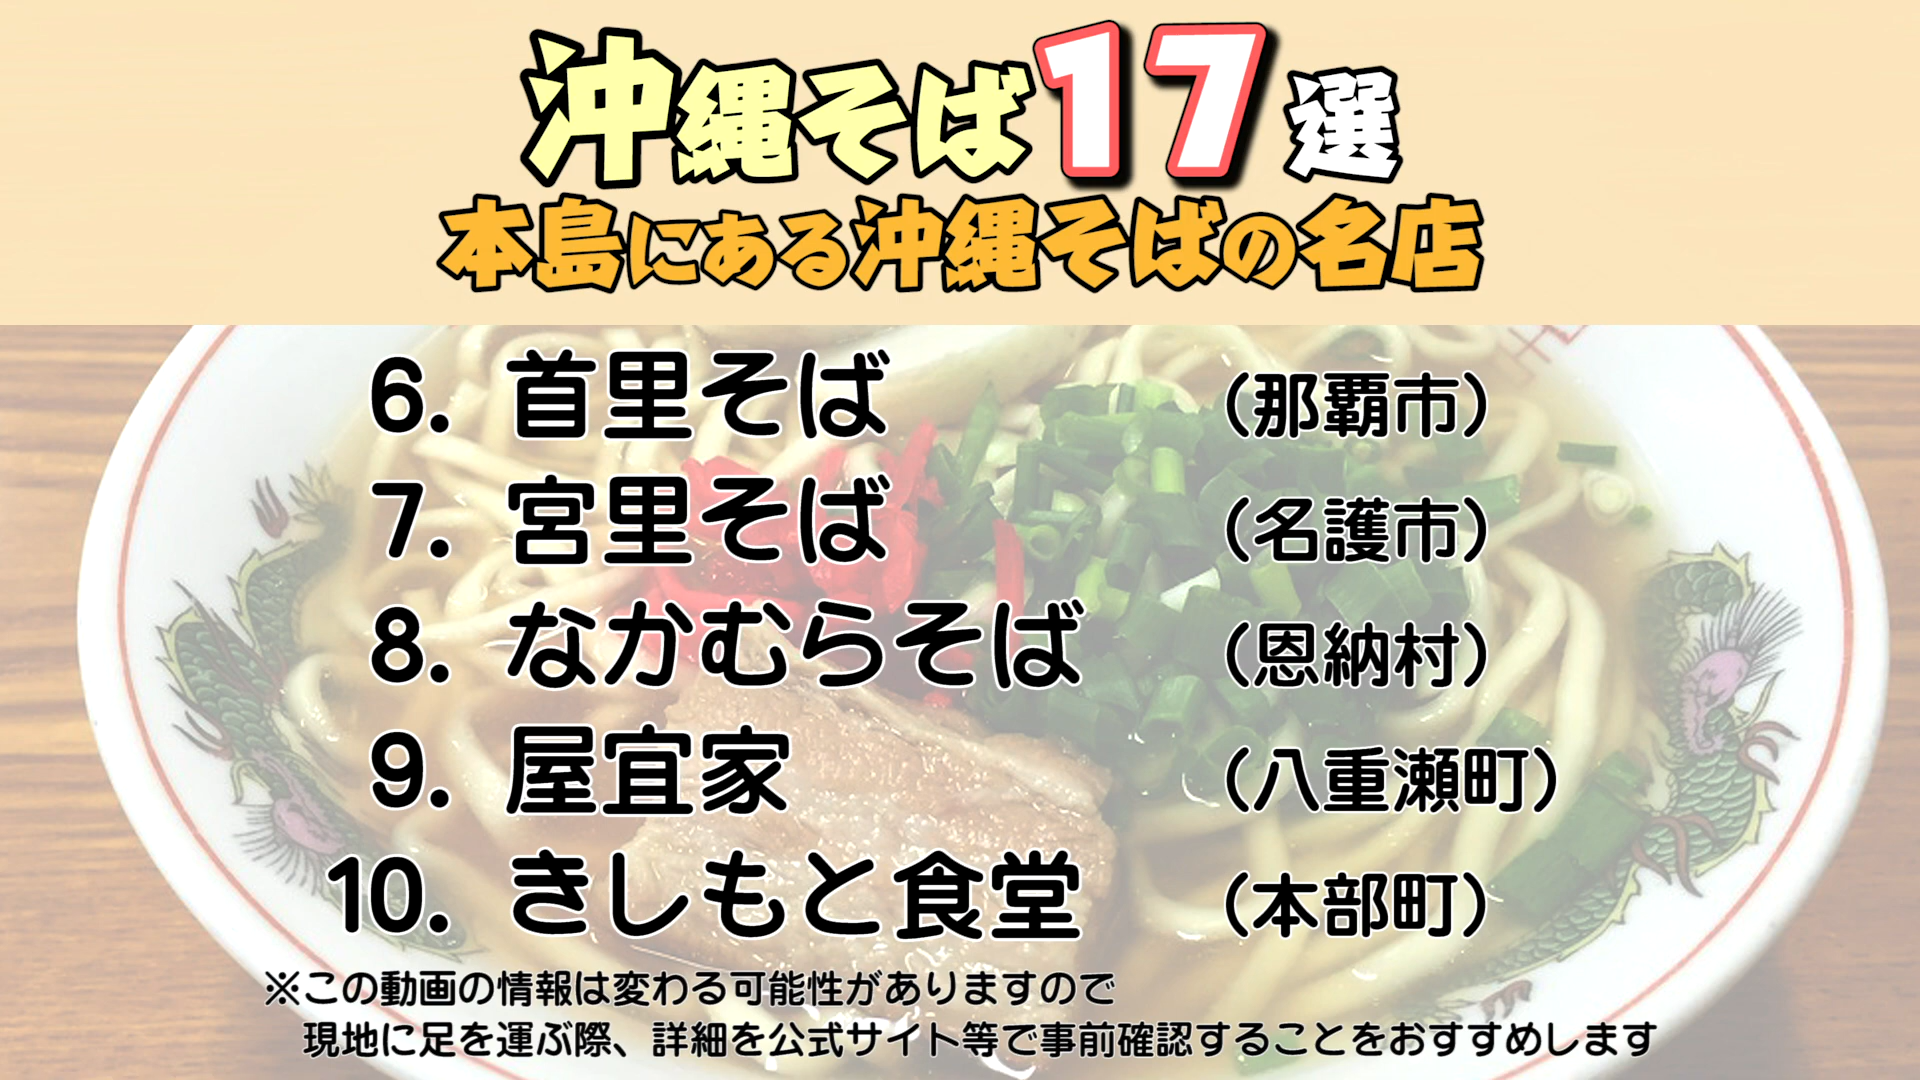 沖縄そば17選
本島にある沖縄そばの名店
6. 首里そば （那覇市）
7. 宮里そば （名護市）
8. なかむらそば （恩納村）
9. 屋宜家 （八重瀬町）
10. きしもと食堂 （本部町）
※この動画の情報は変わる可能性がありますので
現地に足を運ぶ際、詳細を公式サイト等で事前確認することをおすすめします